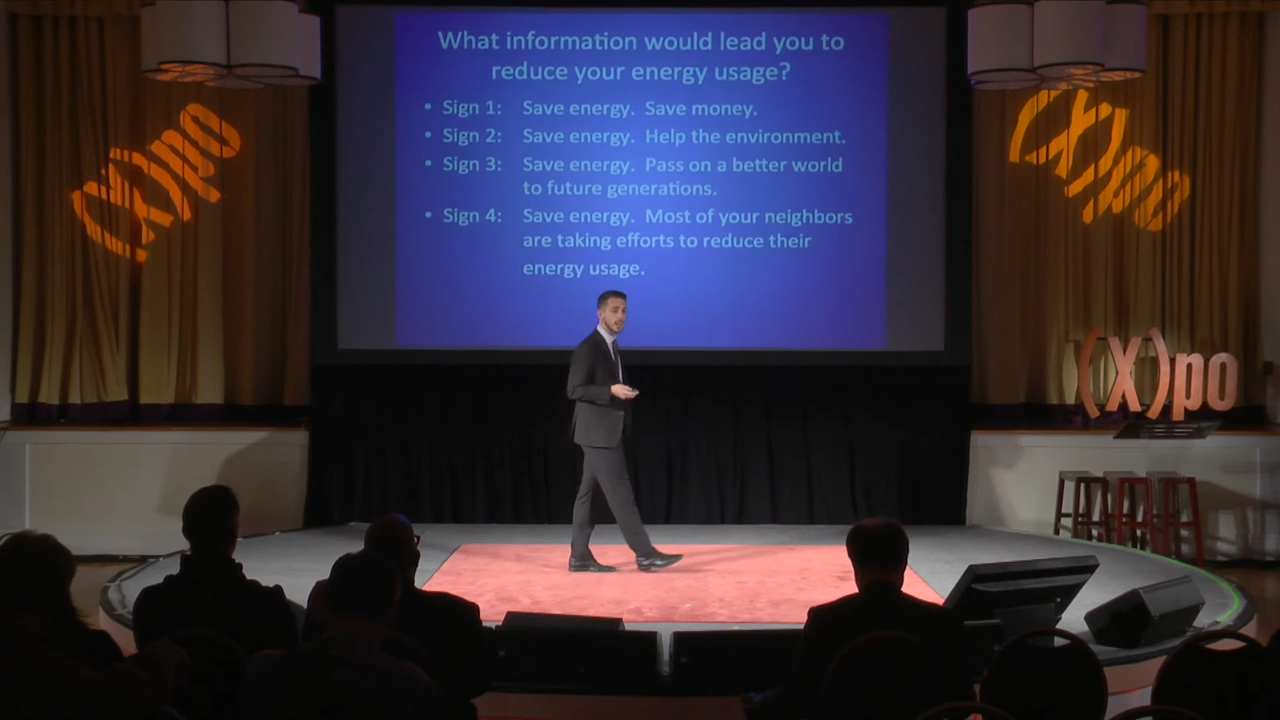 What information would lead you to
reduce your energy usage?
• Sign 1: Save energy. Save money.
• Sign 2: Save energy. Help the environment.
• Sign 3: Save energy. Pass on a better world
to future generations.
• Sign 4: Save energy. Most of your neighbors
are taking efforts to reduce their
energy usage.
(X)po
(X)po
(X)po